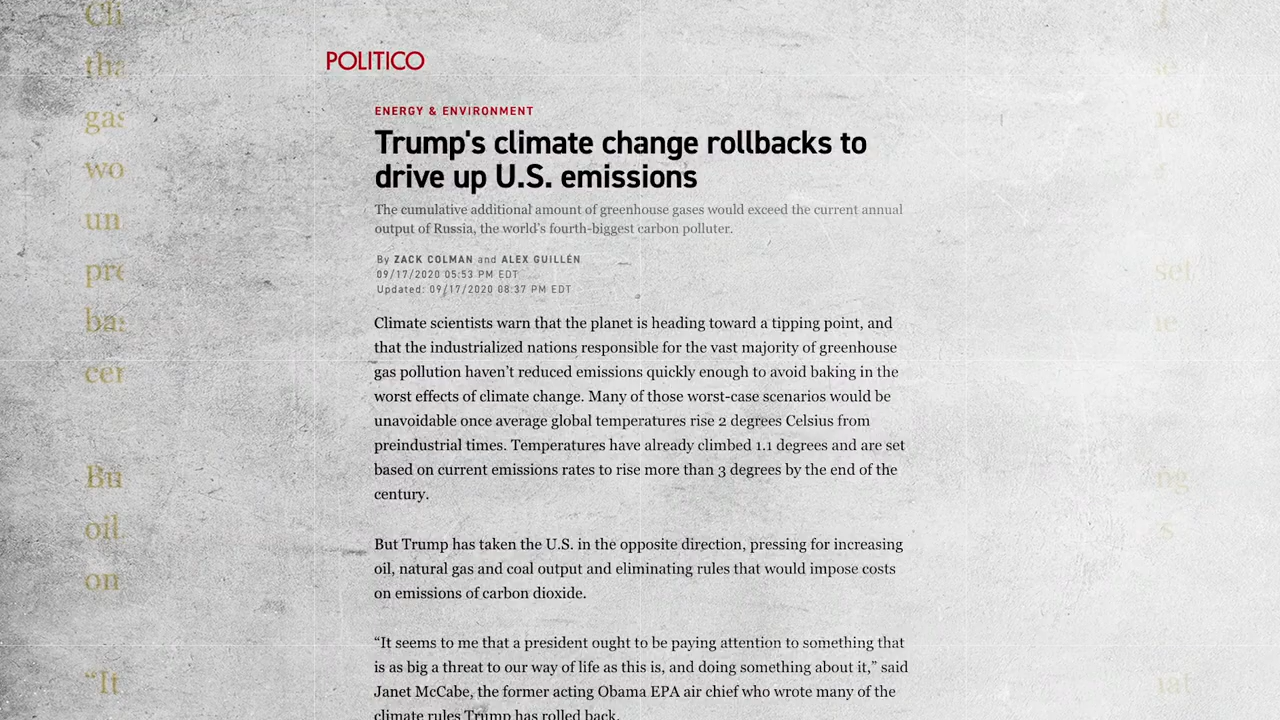 POLITICO
ENERGY & ENVIRONMENT
Trump's climate change rollbacks to
drive up U.S. emissions
The cumulative additional amount of greenhouse gases would exceed the current annual
output of Russia, the world's fourth-biggest carbon polluter.
By ZACK COLMAN and ALEX GUILLÉN
09/17/2020 05:53 PM EDT
Updated: 09/17/2020 08:37 PM EDT
Climate scientists warn that the planet is heading toward a tipping point, and
that the industrialized nations responsible for the vast majority of greenhouse
gas pollution haven't reduced emissions quickly enough to avoid baking in the
worst effects of climate change. Many of those worst-case scenarios would be
unavoidable once average global temperatures rise 2 degrees Celsius from
preindustrial times. Temperatures have already climbed 1.1 degrees and are set
based on current emissions rates to rise more than 3 degrees by the end of the
century.
But Trump has taken the U.S. in the opposite direction, pressing for increasing
oil, natural gas and coal output and eliminating rules that would impose costs
on emissions of carbon dioxide.
“It seems to me that a president ought to be paying attention to something that
is as big a threat to our way of life as this is, and doing something about it,” said
Janet McCabe, the former acting Obama EPA air chief who wrote many of the
climate rules Trump has rolled back.